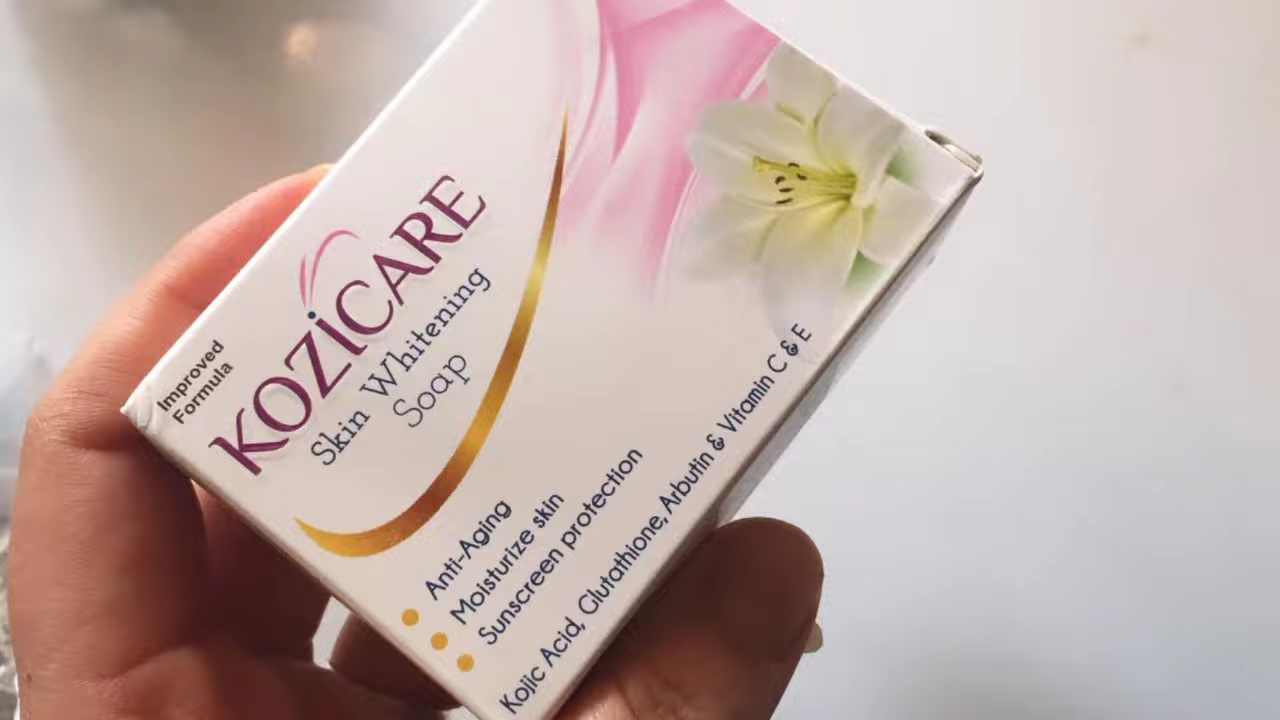 Improved
Formula
KOZiCARE
Skin Whitening
Soap
Anti-Aging
Moisturize skin
Sunscreen protection
Kojic Acid, Glutathione, Arbutin & Vitamin C & E